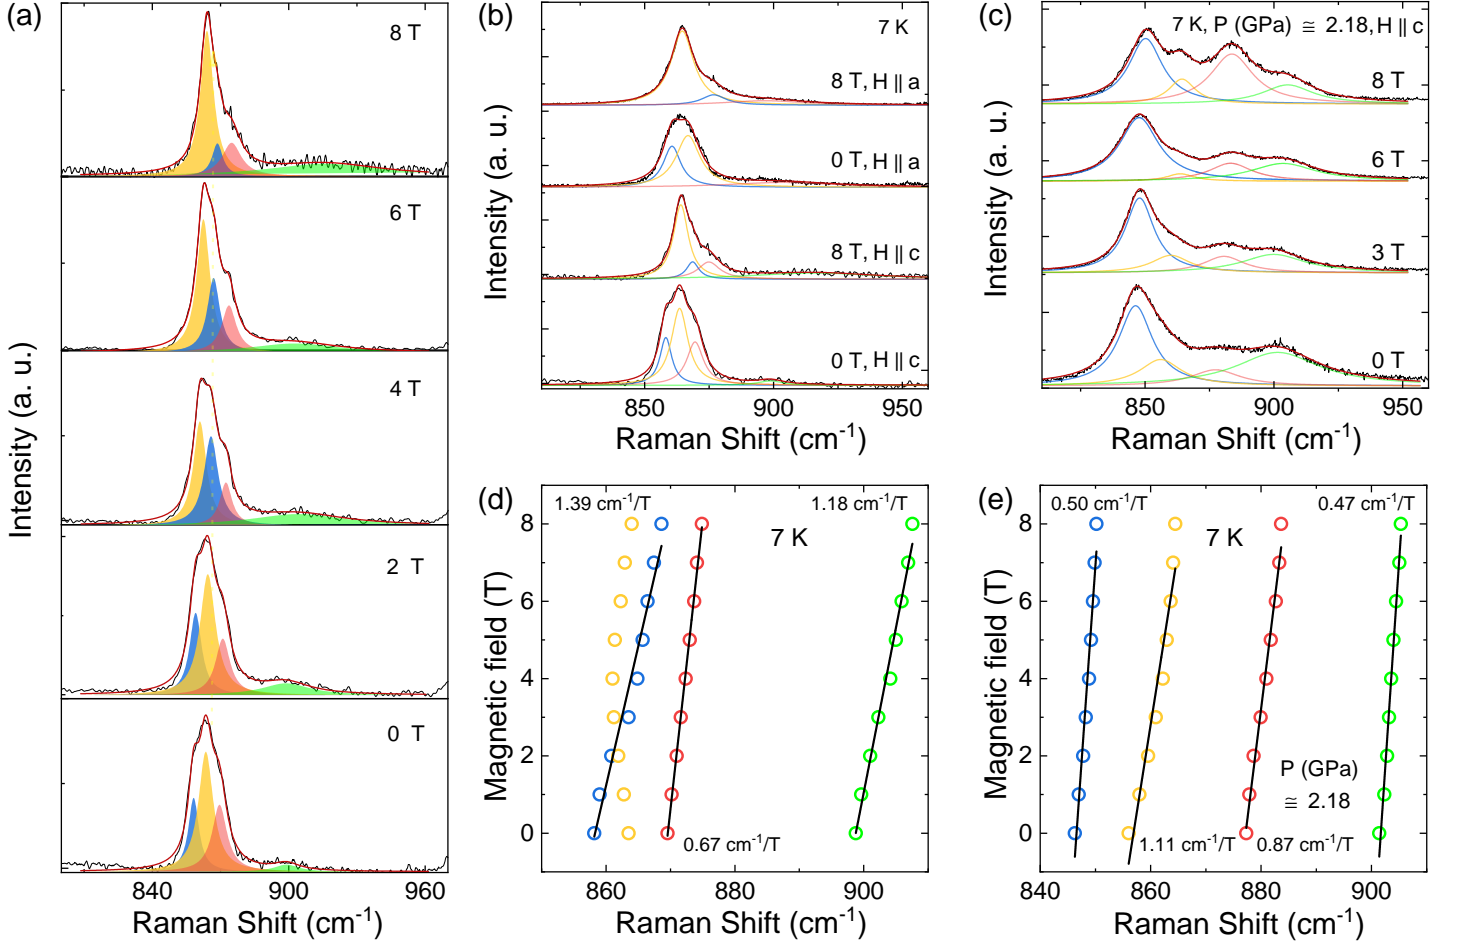 (a)
8 T
6 T
4 T
2 T
0 T
Intensity (a. u.)
840 900 960
Raman Shift (cm-1)
(b)
7 K
8 T, H || a
0 T, H || a
8 T, H || c
0 T, H || c
Intensity (a. u.)
850 900 950
Raman Shift (cm-1)
(c)
7 K, P (GPa) ≅ 2.18, H || c
8 T
6 T
3 T
0 T
Intensity (a. u.)
850 900 950
Raman Shift (cm-1)
(d)
1.39 cm-1/T 1.18 cm-1/T
7 K
0.67 cm-1/T
8
6
4
2
0
Magnetic field (T)
860 880 900
Raman Shift (cm-1)
(e)
0.50 cm-1/T 0.47 cm-1/T
7 K
P (GPa)
≅ 2.18
1.11 cm-1/T 0.87 cm-1/T
8
6
4
2
0
Magnetic field (T)
840 860 880 900
Raman Shift (cm-1)